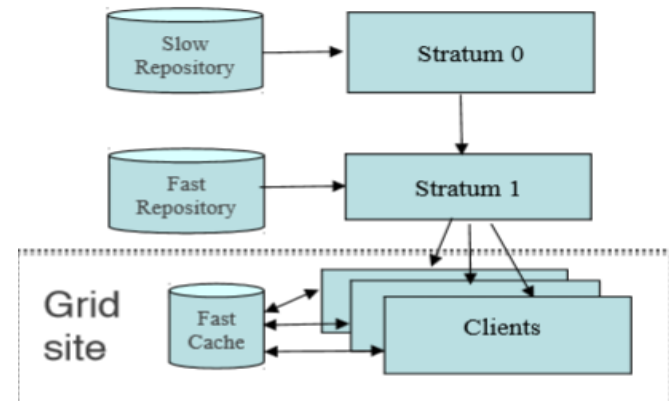 Slow
Repository
Stratum 0
Fast
Repository
Stratum 1
Grid
site
Fast
Cache
Clients